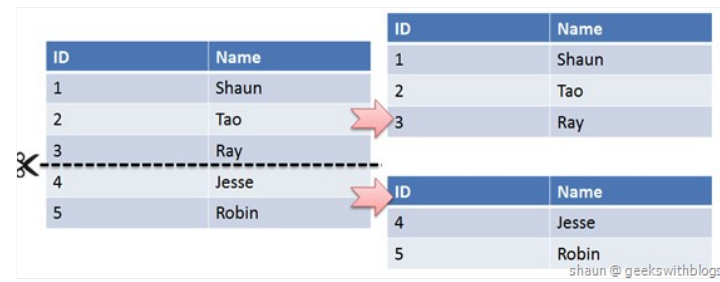 ID Name
1 Shaun
2 Tao
3 Ray
4 Jesse
5 Robin
ID Name
1 Shaun
2 Tao
3 Ray
ID Name
4 Jesse
5 Robin
shaun @ geekswithblogs